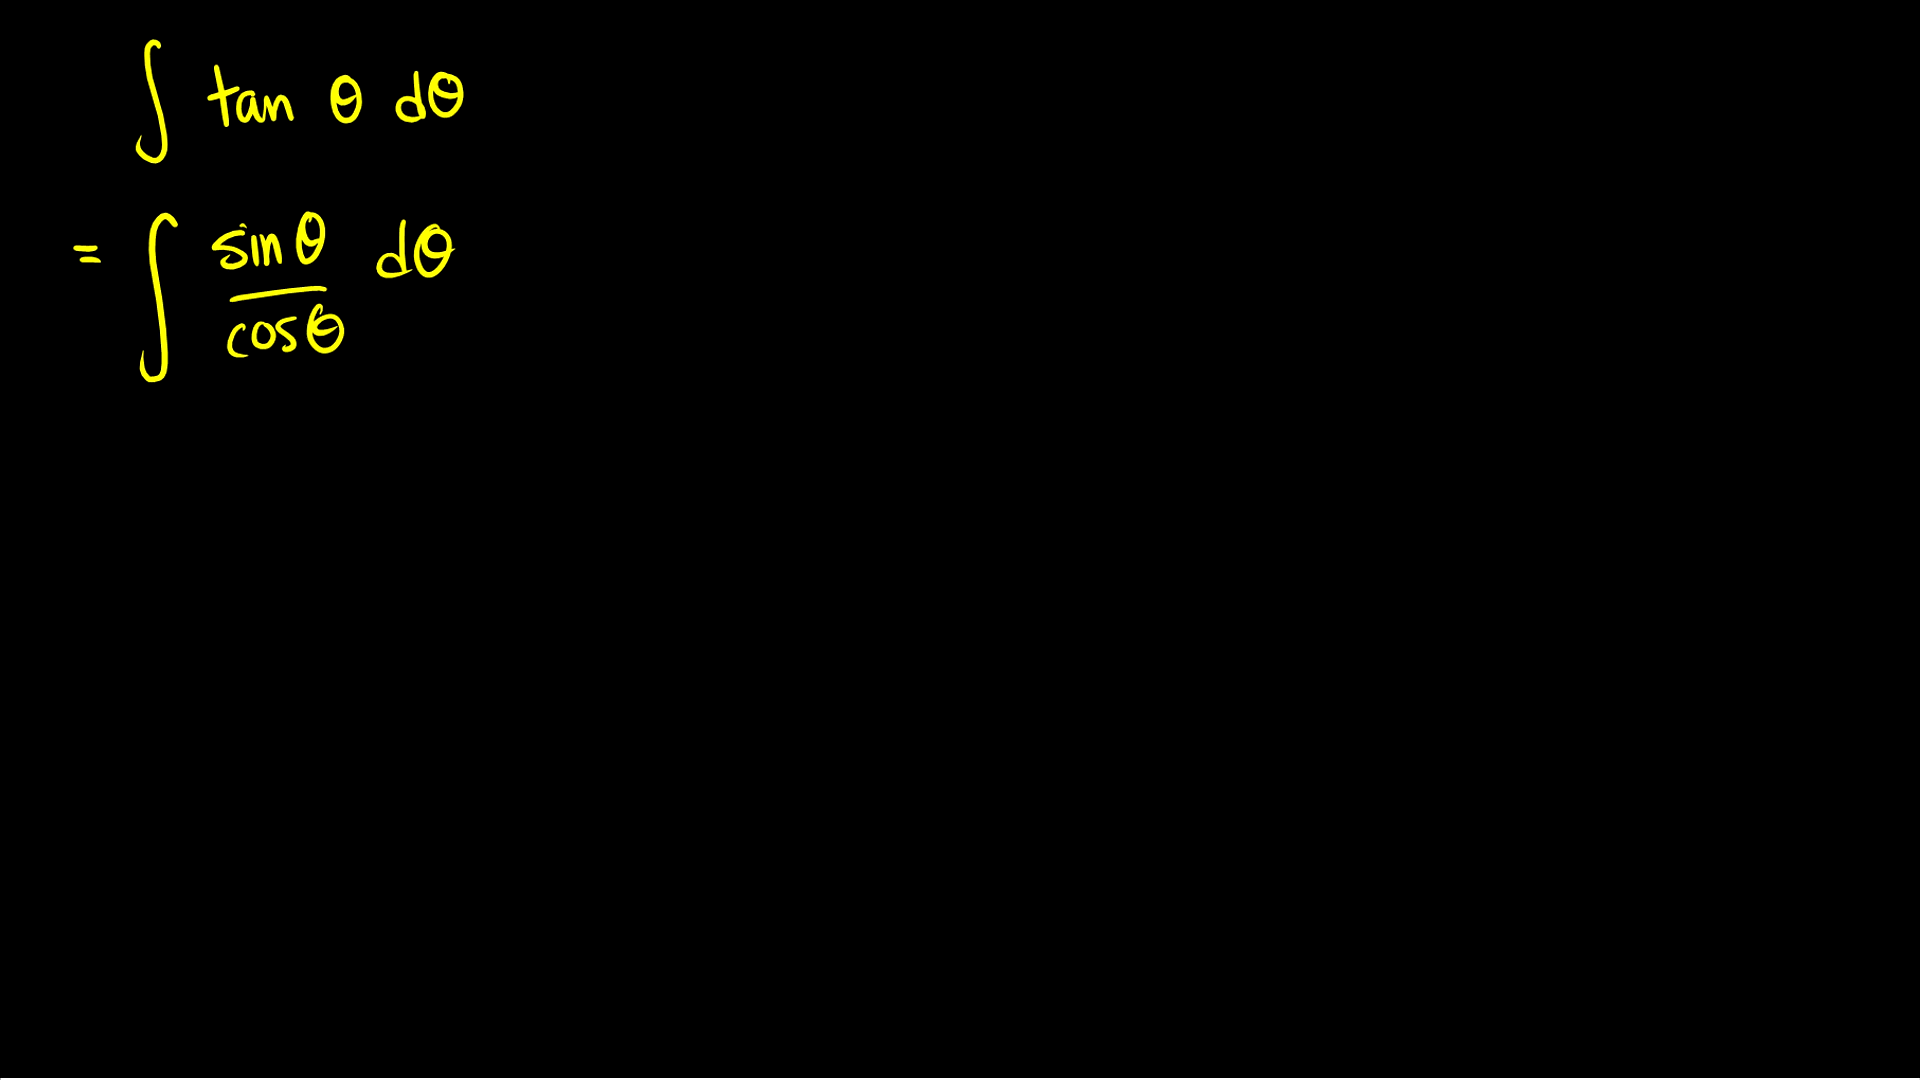 ∫ tan θ dθ
= ∫ sin θ / cos θ dθ